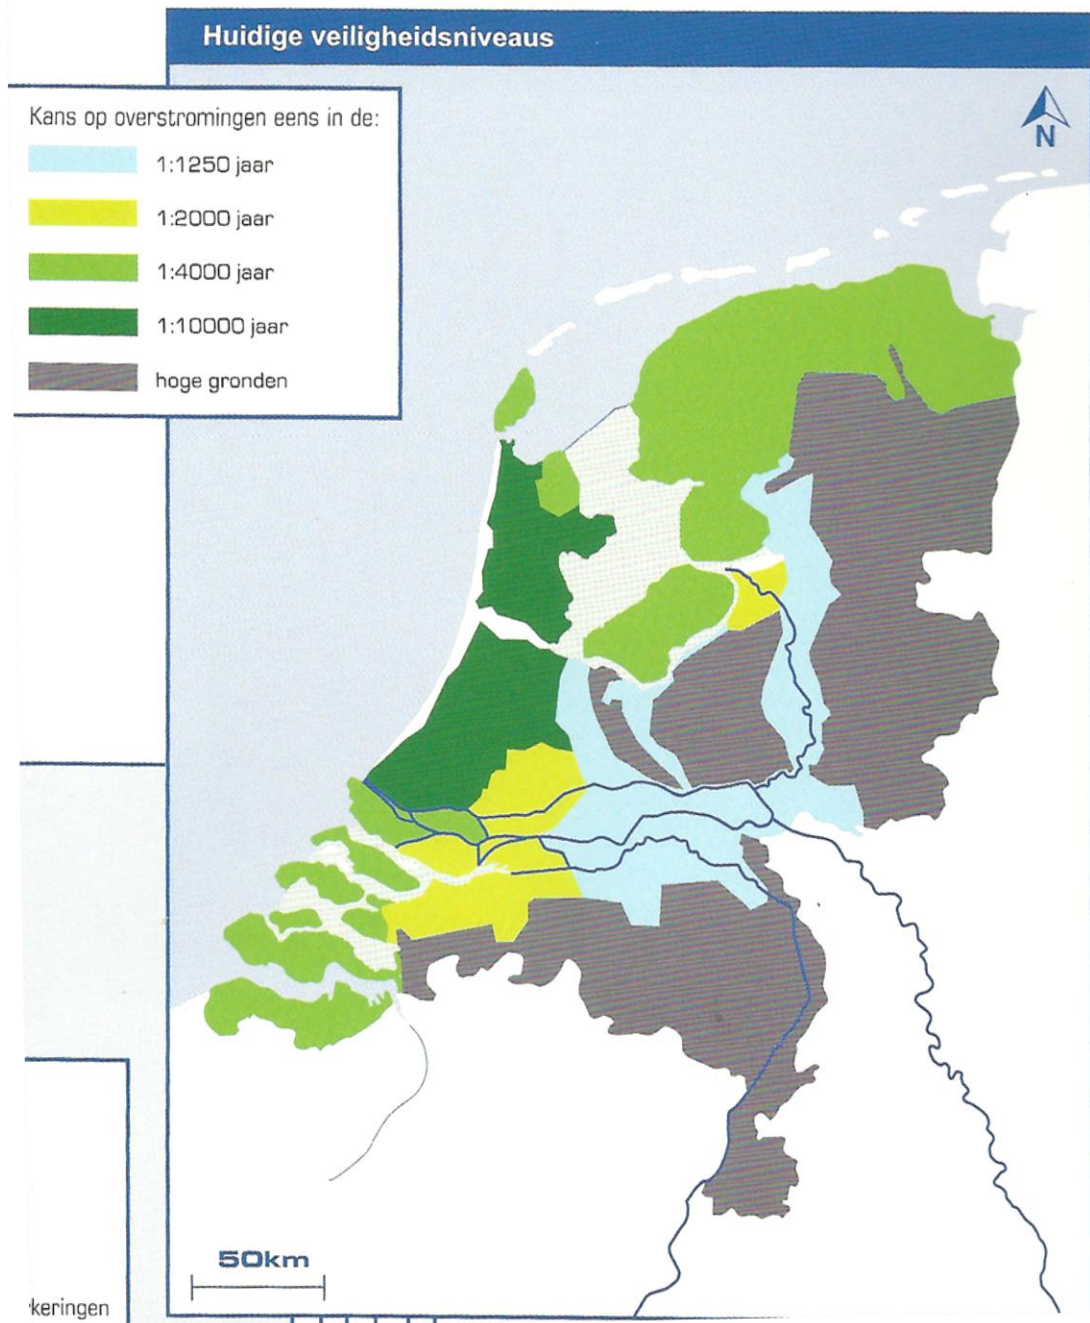 Huidige veiligheidsniveaus
Kans op overstromingen eens in de:
1:1250 jaar
1:2000 jaar
1:4000 jaar
1:10000 jaar
hoge gronden
N
50km
keringen